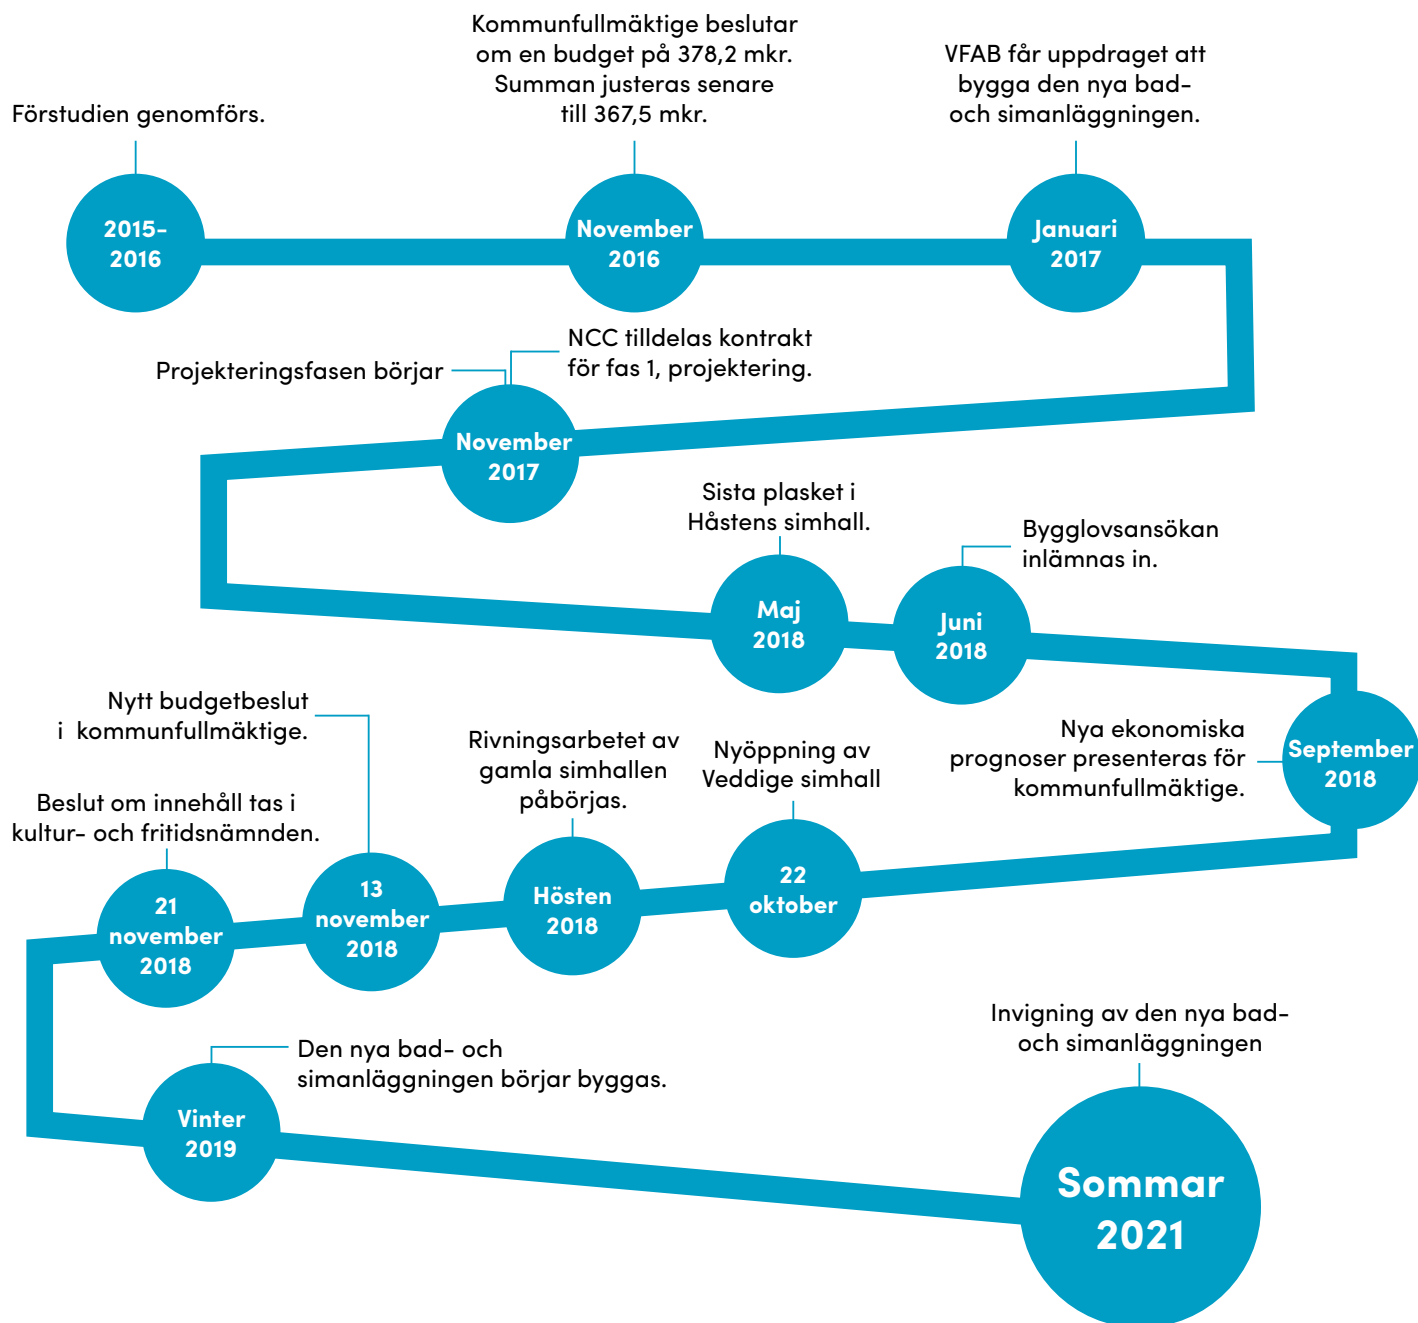 Förstudien genomförs.
2015-
2016
Kommunfullmäktige beslutar
om en budget på 378,2 mkr.
Summan justeras senare
till 367,5 mkr.
November
2016
VFAB får uppdraget att
bygga den nya bad-
och simanläggningen.
Januari
2017
Projekteringsfasen börjar
NCC tilldelas kontrakt
för fas 1, projektering.
November
2017
Sista plasket i
Håstens simhall.
Maj
2018
Bygglovsansökan
inlämnas in.
Juni
2018
Nya ekonomiska
prognoser presenteras för
kommunfullmäktige.
September
2018
Nyöppning av
Veddige simhall
22
oktober
Rivningsarbetet av
gamla simhallen
påbörjas.
Hösten
2018
Nytt budgetbeslut
i kommunfullmäktige.
13
november
2018
Beslut om innehåll tas i
kultur- och fritidsnämnden.
21
november
2018
Den nya bad- och
simanläggningen börjar byggas.
Vinter
2019
Invigning av den nya bad-
och simanläggningen
Sommar
2021